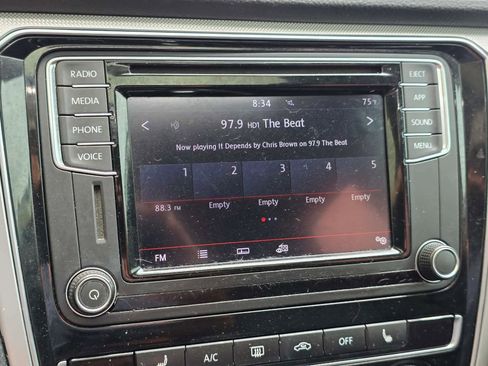 RADIO
MEDIA
PHONE
VOICE
EJECT
APP
SOUND
MENU
8:34 75°F
97.9 HD1 The Beat
Now playing It Depends by Chris Brown on 97.9 The Beat
1 2 3 4 5
88.3 FM Empty Empty Empty Empty
FM
A/C OFF